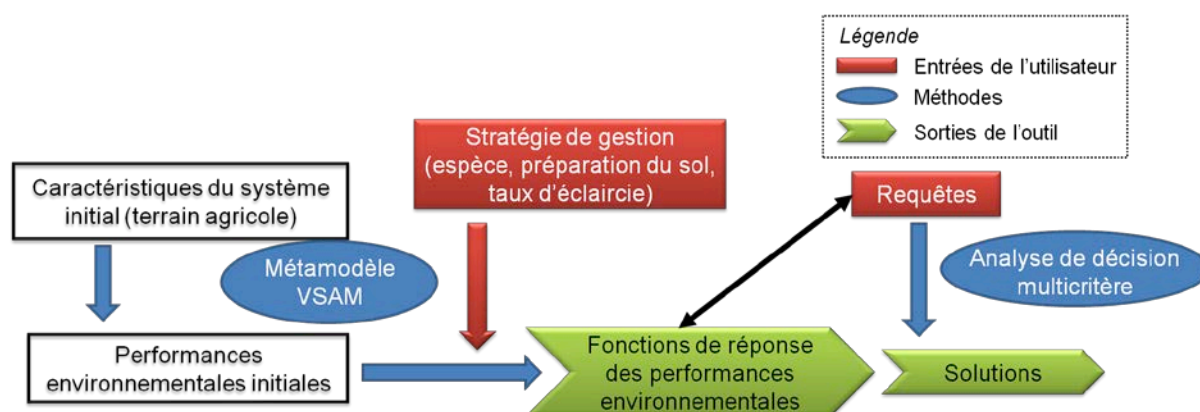 Légende
Entrées de l'utilisateur
Méthodes
Sorties de l'outil
Stratégie de gestion
(espèce, préparation du sol,
taux d'éclaircie)
Caractéristiques du système
initial (terrain agricole)
Requêtes
Métamodèle
VSAM
Analyse de décision
multicritère
Performances
environnementales initiales
Fonctions de réponse
des performances
environnementales
Solutions